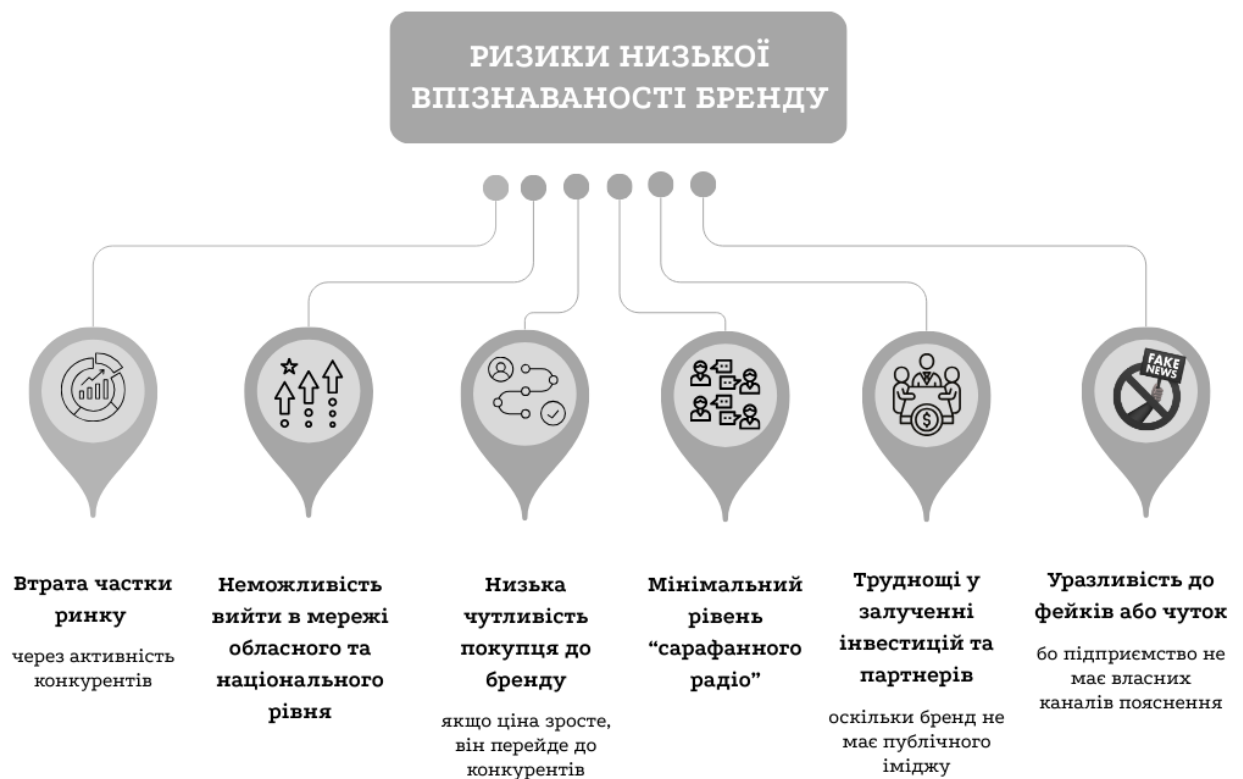 РИЗИКИ НИЗЬКОЇ
ВПІЗНАВАНОСТІ БРЕНДУ
FAKE
NEWS
Втрата частки
ринку
через активність
конкурентів
Неможливість
вийти в мережі
обласного та
національного
рівня
Низька
чутливість
покупця до
бренду
якщо ціна зросте,
він перейде до
конкурентів
Мінімальний
рівень
“сарафанного
радіо”
Труднощі у
залученні
інвестицій та
партнерів
оскільки бренд не
має публічного
іміджу
Уразливість до
фейків або чуток
бо підприємство не
має власних
каналів пояснення